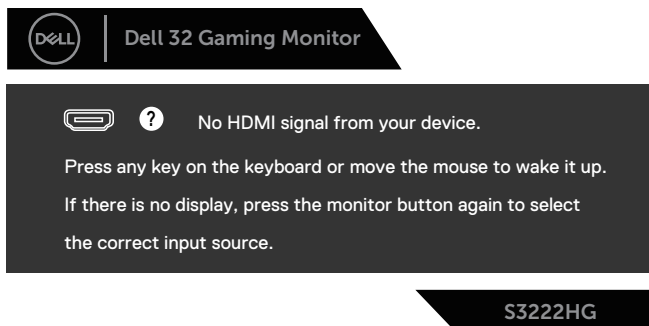 DELL
Dell 32 Gaming Monitor
? No HDMI signal from your device.
Press any key on the keyboard or move the mouse to wake it up.
If there is no display, press the monitor button again to select
the correct input source.
S3222HG